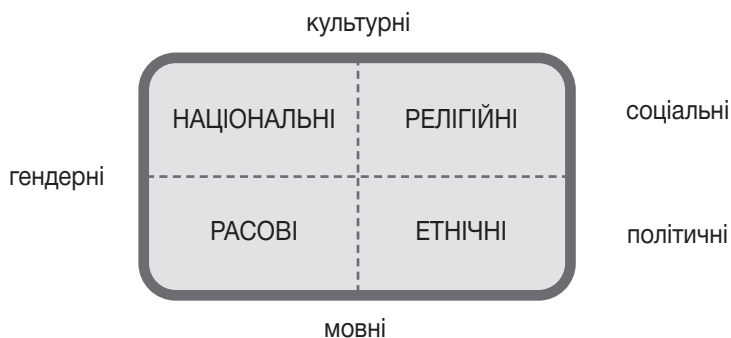 культурні
НАЦІОНАЛЬНІ РЕЛІГІЙНІ соціальні
гендерні
РАСОВІ ЕТНІЧНІ політичні
мовні